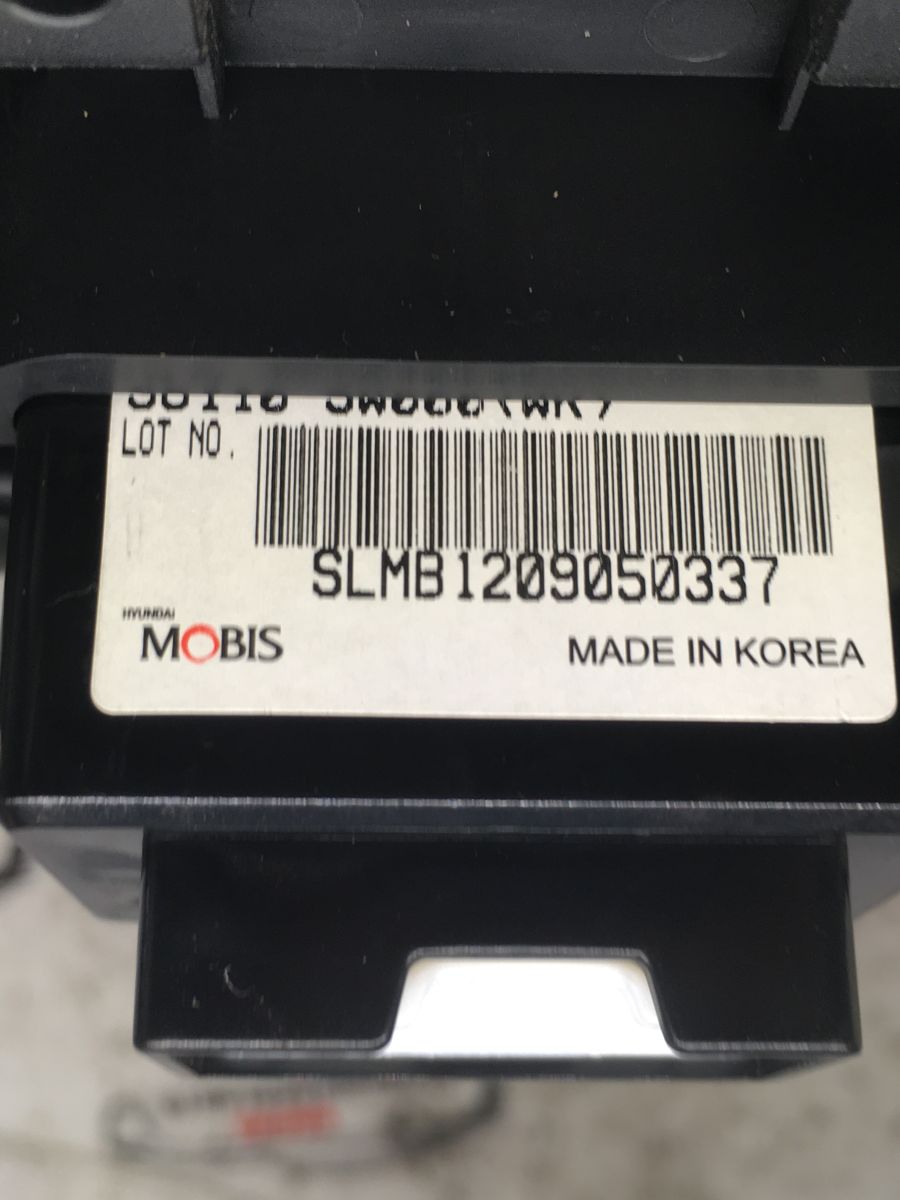 LOT NO.
SLMB1209050337
HYUNDAI
MOBIS
MADE IN KOREA